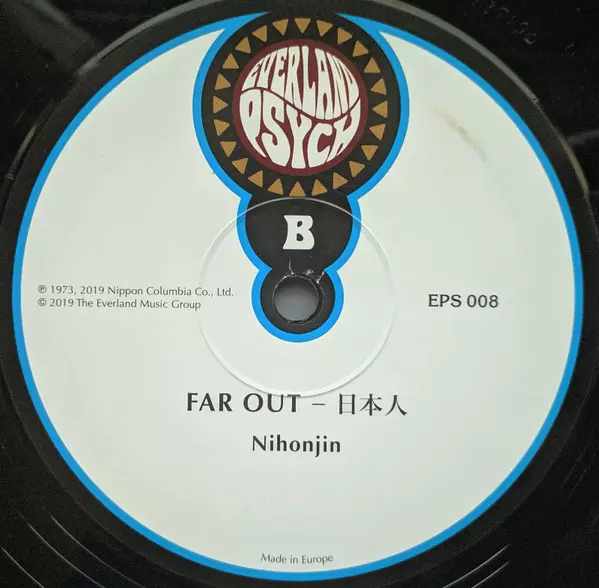 EVERLAND
PSYCH
B
℗ 1973, 2019 Nippon Columbia Co., Ltd.
© 2019 The Everland Music Group
EPS 008
FAR OUT – 日本人
Nihonjin
Made in Europe